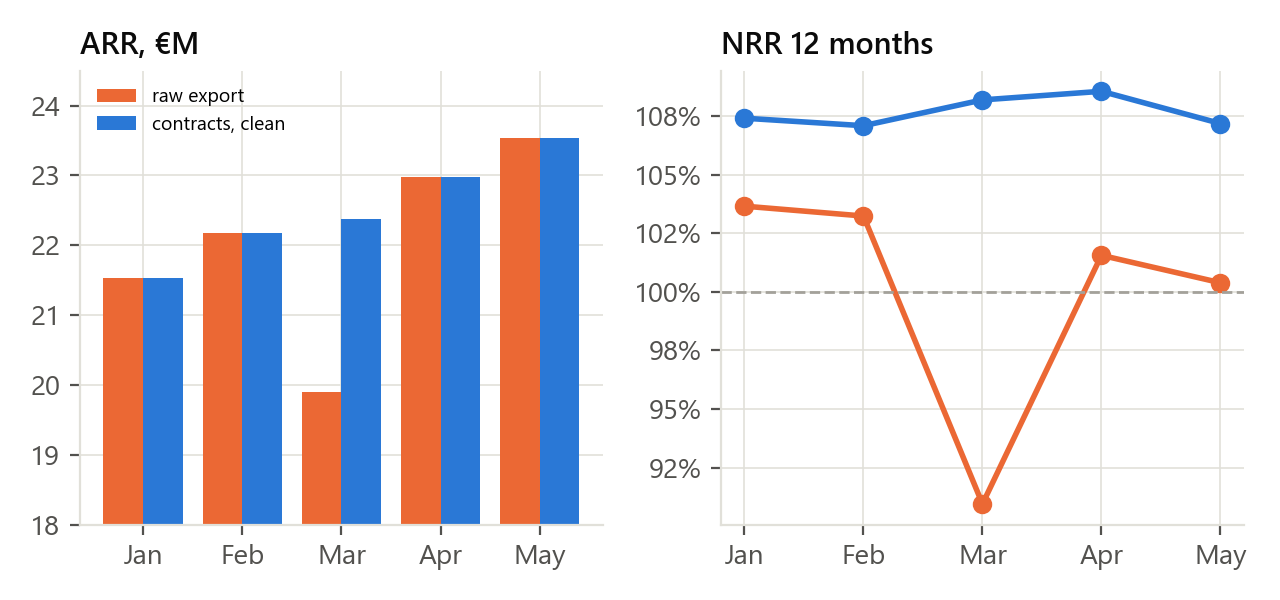 ARR, €M
raw export
contracts, clean
24
23
22
21
20
19
18
Jan Feb Mar Apr May
NRR 12 months
108%
105%
102%
100%
98%
95%
92%
Jan Feb Mar Apr May